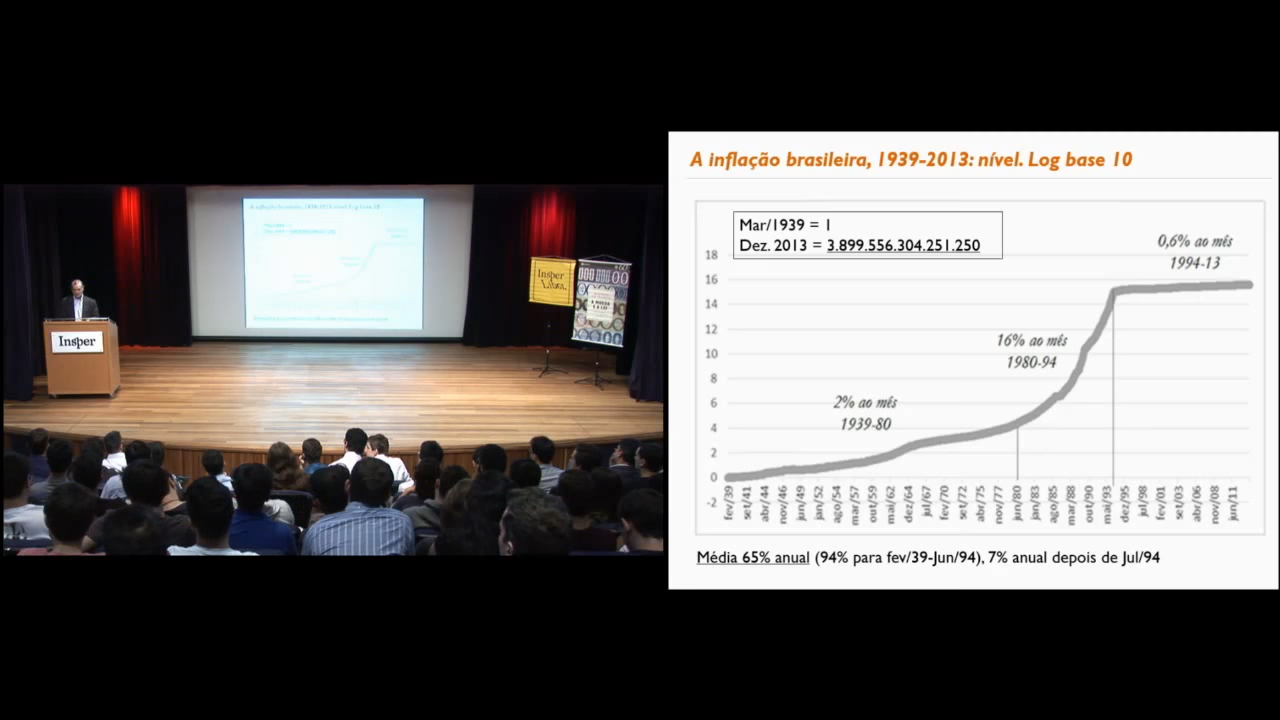 Insper
Insper
A MOEDA
E A LEI
A inflação brasileira, 1939-2013: nível. Log base 10
Mar/1939 = 1
Dez. 2013 = 3.899.556.304.251.250
0,6% ao mês
1994-13
16% ao mês
1980-94
2% ao mês
1939-80
18
16
14
12
10
8
6
4
2
0
-2
fev/39
set/41
abr/44
nov/46
jun/49
jan/52
ago/54
mar/57
out/59
mai/62
dez/64
jul/67
fev/70
set/72
abr/75
nov/77
jun/80
jan/83
ago/85
mar/88
out/90
mai/93
dez/95
jul/98
fev/01
set/03
abr/06
nov/08
jun/11
Média 65% anual (94% para fev/39-Jun/94), 7% anual depois de Jul/94